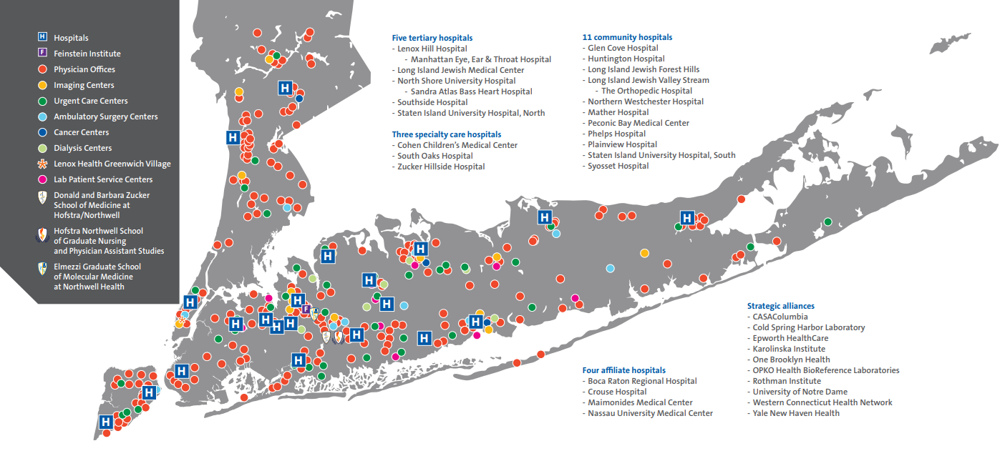 H Hospitals
F Feinstein Institute
Physician Offices
Imaging Centers
Urgent Care Centers
Ambulatory Surgery Centers
Cancer Centers
Dialysis Centers
Lenox Health Greenwich Village
Lab Patient Service Centers
Donald and Barbara Zucker
School of Medicine at
Hofstra/Northwell
Hofstra Northwell School
of Graduate Nursing
and Physician Assistant Studies
Elmezzi Graduate School
of Molecular Medicine
at Northwell Health
Five tertiary hospitals
- Lenox Hill Hospital
- Manhattan Eye, Ear & Throat Hospital
- Long Island Jewish Medical Center
- North Shore University Hospital
- Sandra Atlas Bass Heart Hospital
- Southside Hospital
- Staten Island University Hospital, North
Three specialty care hospitals
- Cohen Children's Medical Center
- South Oaks Hospital
- Zucker Hillside Hospital
11 community hospitals
- Glen Cove Hospital
- Huntington Hospital
- Long Island Jewish Forest Hills
- Long Island Jewish Valley Stream
- The Orthopedic Hospital
- Northern Westchester Hospital
- Mather Hospital
- Peconic Bay Medical Center
- Phelps Hospital
- Plainview Hospital
- Staten Island University Hospital, South
- Syosset Hospital
H
H
H
H
H
H
H
H
H
H
F
H
H
H
H
H
H
H
H
H
H
H
H
Four affiliate hospitals
- Boca Raton Regional Hospital
- Crouse Hospital
- Maimonides Medical Center
- Nassau University Medical Center
Strategic alliances
- CASAColumbia
- Cold Spring Harbor Laboratory
- Epworth HealthCare
- Karolinska Institute
- One Brooklyn Health
- OPKO Health BioReference Laboratories
- Rothman Institute
- University of Notre Dame
- Western Connecticut Health Network
- Yale New Haven Health